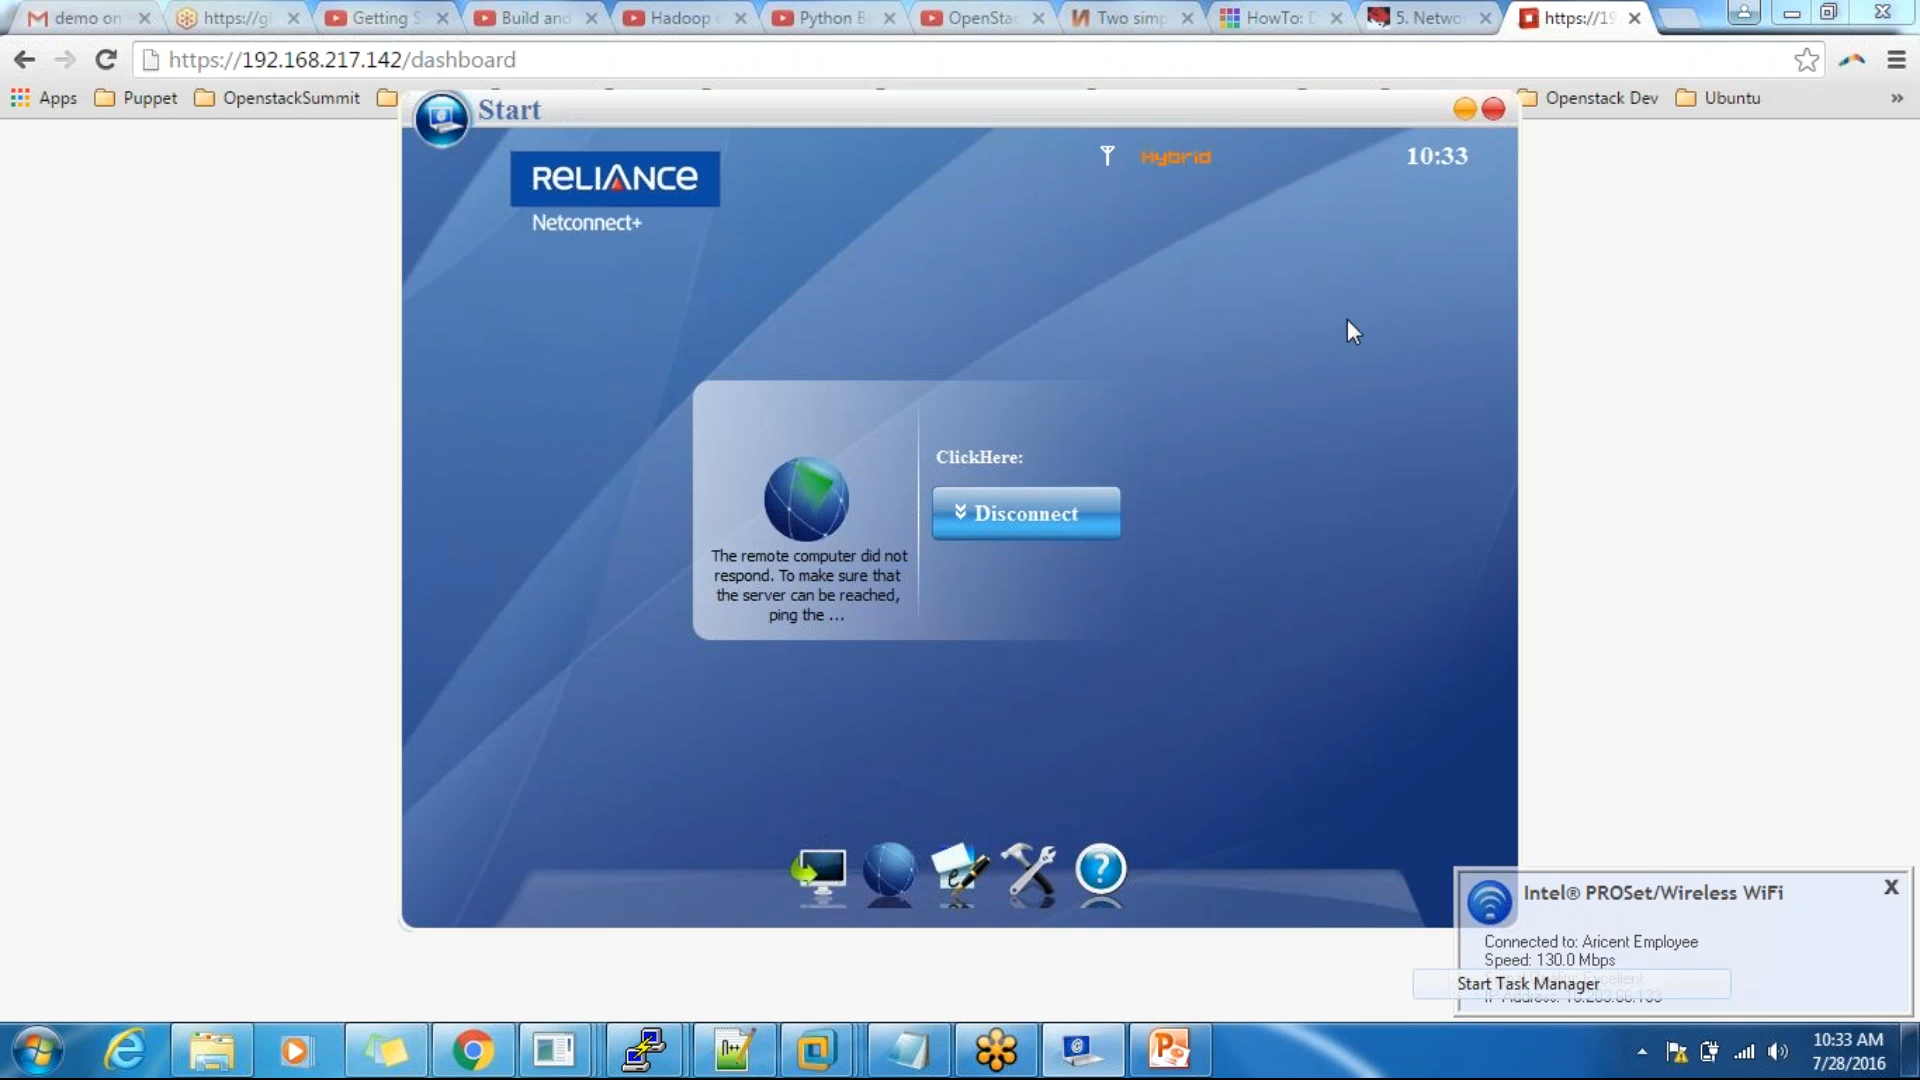 demo on
https://gl
Getting S
Build and
Hadoop
Python B
OpenStac
Two simp
HowTo: D
5. Netwo
https://19
https://192.168.217.142/dashboard
Apps
Puppet
OpenstackSummit
Openstack Dev
Ubuntu
»
Start
RELIANCE
Hybrid
10:33
Netconnect+
ClickHere:
Disconnect
The remote computer did not
respond. To make sure that
the server can be reached,
ping the ...
Intel® PROSet/Wireless WiFi
X
Connected to: Aricent Employee
Speed: 130.0 Mbps
Start Task Manager
10:33 AM
7/28/2016